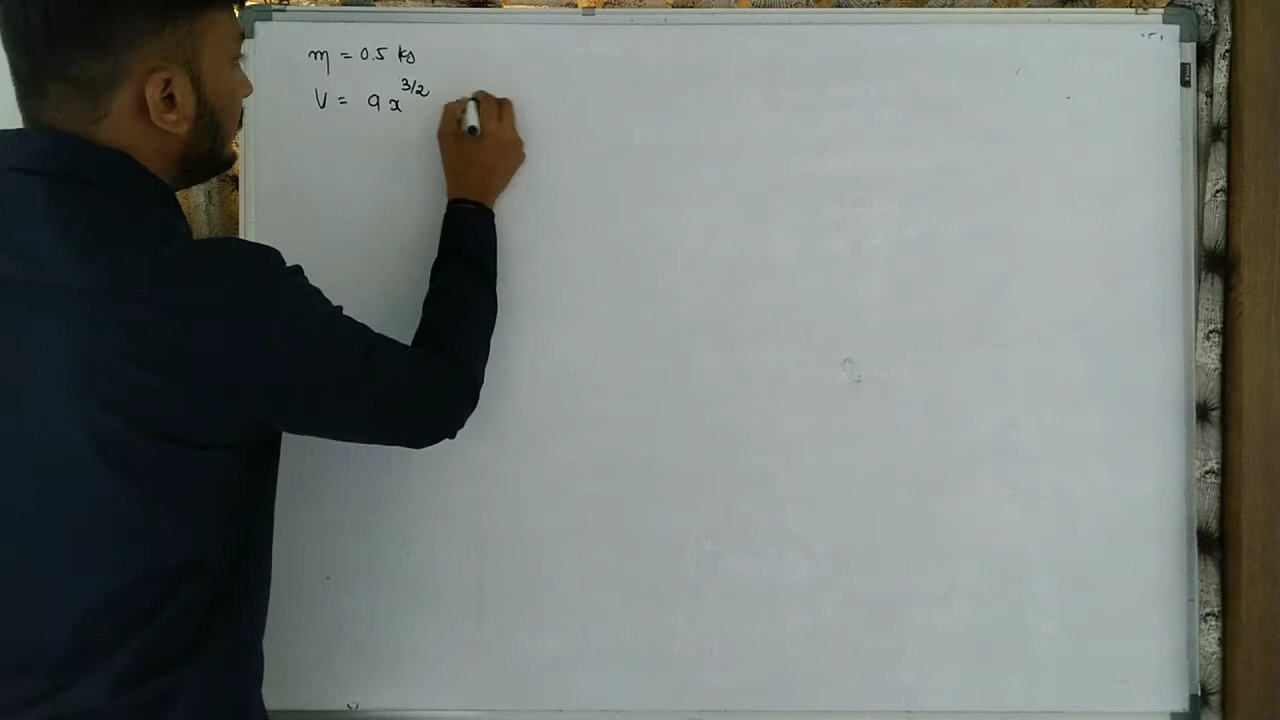 m = 0.5 kg
V = a x^{3/2}